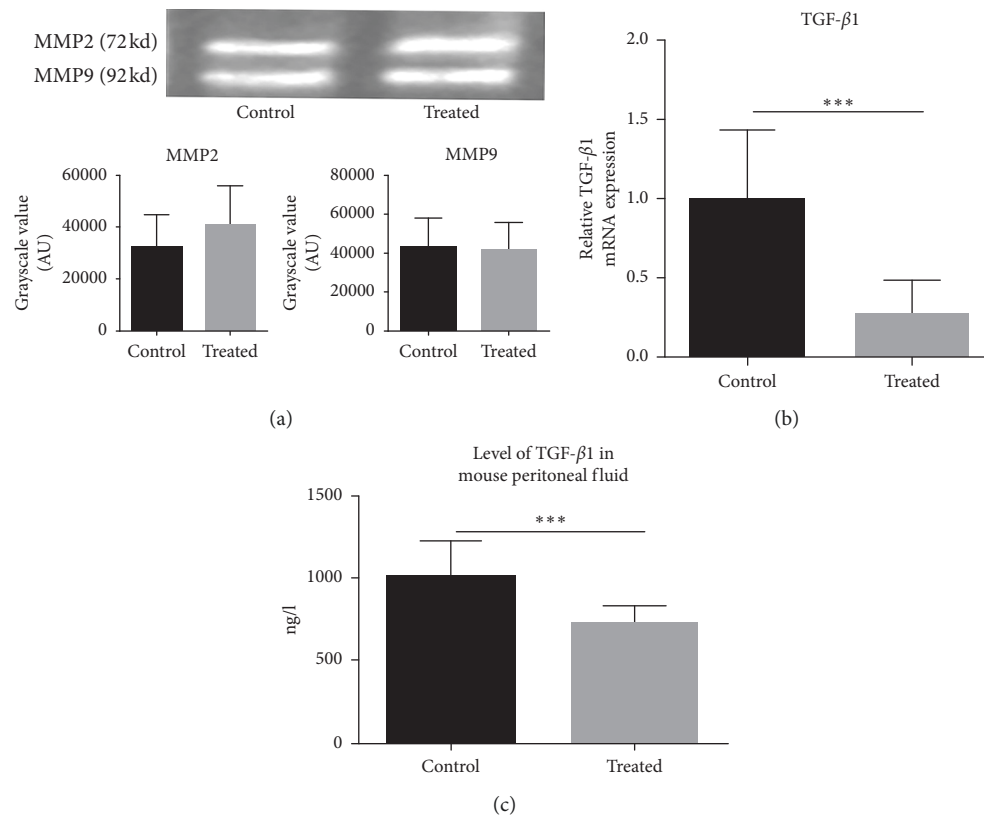 MMP2 (72 kd)
MMP9 (92 kd)
Control Treated
MMP2
60000
40000
20000
0
Grayscale value
(AU)
Control Treated
MMP9
80000
60000
40000
20000
0
Grayscale value
(AU)
Control Treated
(a)
TGF-β1
2.0
1.5
1.0
0.5
0.0
Relative TGF-β1
mRNA expression
***
Control Treated
(b)
Level of TGF-β1 in
mouse peritoneal fluid
1500
1000
500
0
ng/l
***
Control Treated
(c)